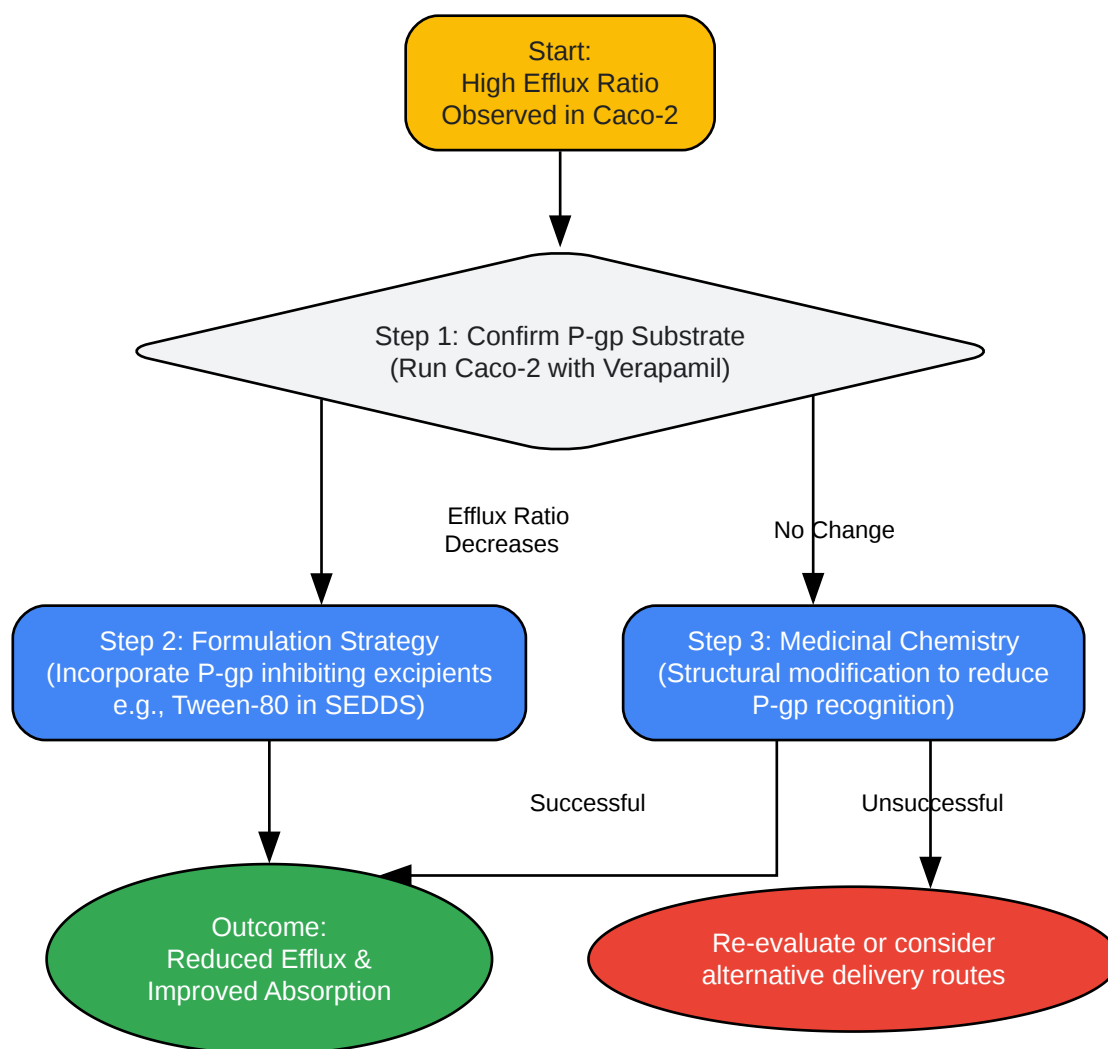 Start:
High Efflux Ratio
Observed in Caco-2
Step 1: Confirm P-gp Substrate
(Run Caco-2 with Verapamil)
Efflux Ratio
Decreases
No Change
Step 2: Formulation Strategy
(Incorporate P-gp inhibiting excipients
e.g., Tween-80 in SEDDS)
Step 3: Medicinal Chemistry
(Structural modification to reduce
P-gp recognition)
Successful
Unsuccessful
Outcome:
Reduced Efflux &
Improved Absorption
Re-evaluate or consider
alternative delivery routes